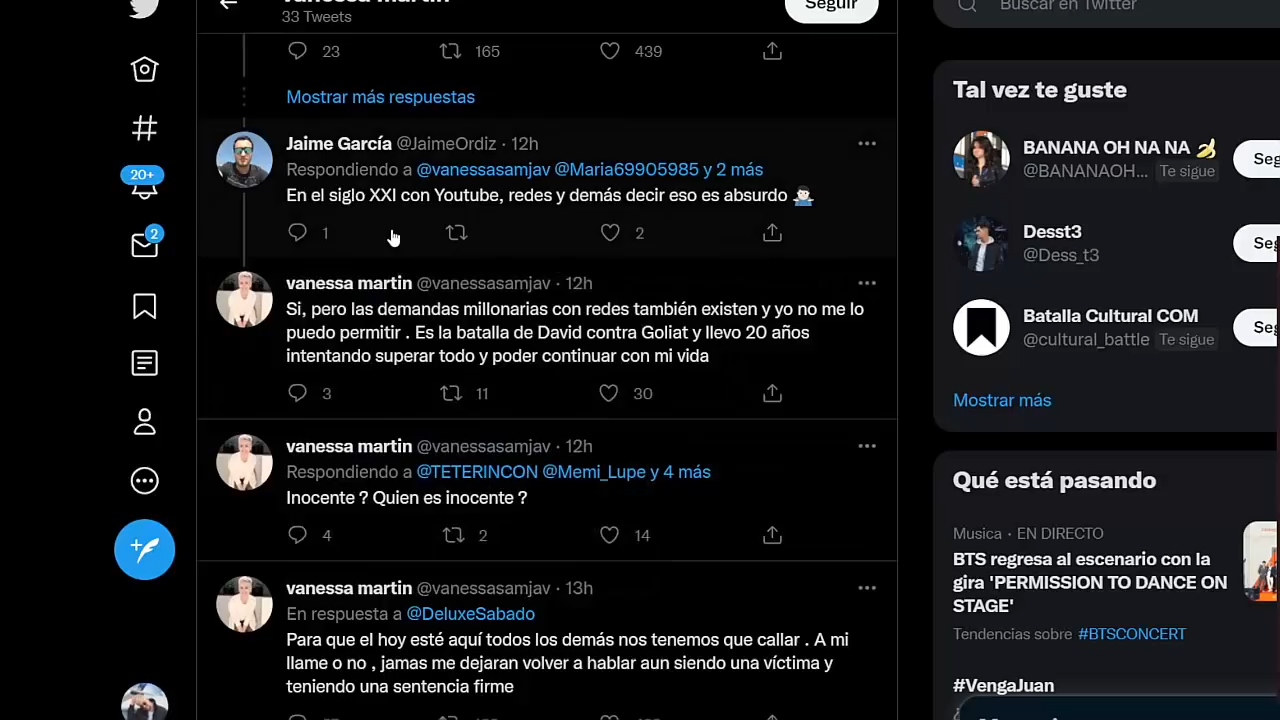 vanessa martin
33 Tweets
Seguir
Buscar en Twitter
23 165 439
Mostrar más respuestas
Jaime García @JaimeOrdiz · 12h
Respondiendo a @vanessasamjav @Maria69905985 y 2 más
En el siglo XXI con Youtube, redes y demás decir eso es absurdo
1 2
vanessa martin @vanessasamjav · 12h
Si, pero las demandas millonarias con redes también existen y yo no me lo
puedo permitir . Es la batalla de David contra Goliat y llevo 20 años
intentando superar todo y poder continuar con mi vida
3 11 30
vanessa martin @vanessasamjav · 12h
Respondiendo a @TETERINCON @Memi_Lupe y 4 más
Inocente ? Quien es inocente ?
4 2 14
vanessa martin @vanessasamjav · 13h
En respuesta a @DeluxeSabado
Para que el hoy esté aquí todos los demás nos tenemos que callar . A mi
llame o no , jamas me dejaran volver a hablar aun siendo una víctima y
teniendo una sentencia firme
20+
2
Tal vez te guste
BANANA OH NA NA 🍌
@BANANAOH... Te sigue
Seg
Desst3
@Dess_t3
Seg
Batalla Cultural COM
@cultural_battle Te sigue
Seg
Mostrar más
Qué está pasando
Musica · EN DIRECTO
BTS regresa al escenario con la
gira 'PERMISSION TO DANCE ON
STAGE'
Tendencias sobre #BTSCONCERT
#VengaJuan